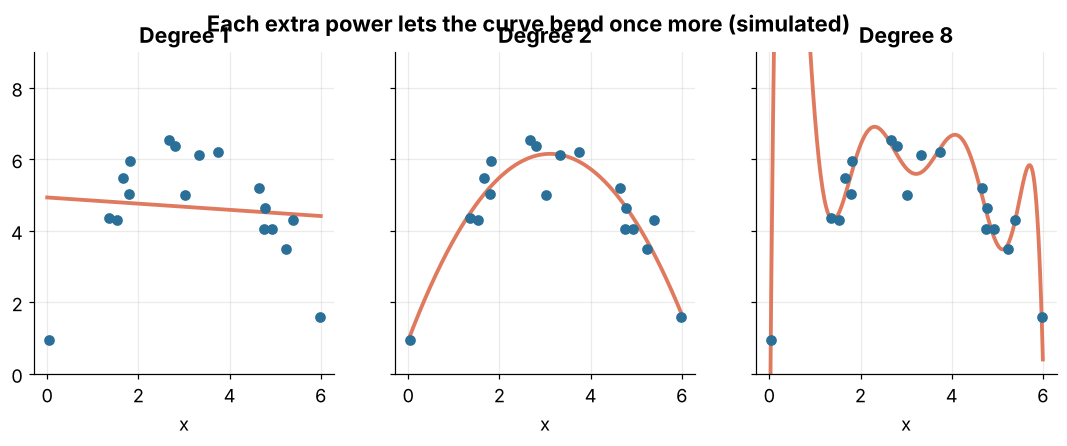 Each extra power lets the curve bend once more (simulated)
Degree 1
Degree 2
Degree 8
8
6
4
2
0
0 2 4 6
0 2 4 6
0 2 4 6
x
x
x